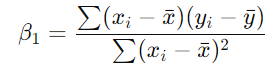 β₁ = ∑(xᵢ − x̄)(yᵢ − ȳ) / ∑(xᵢ − x̄)²